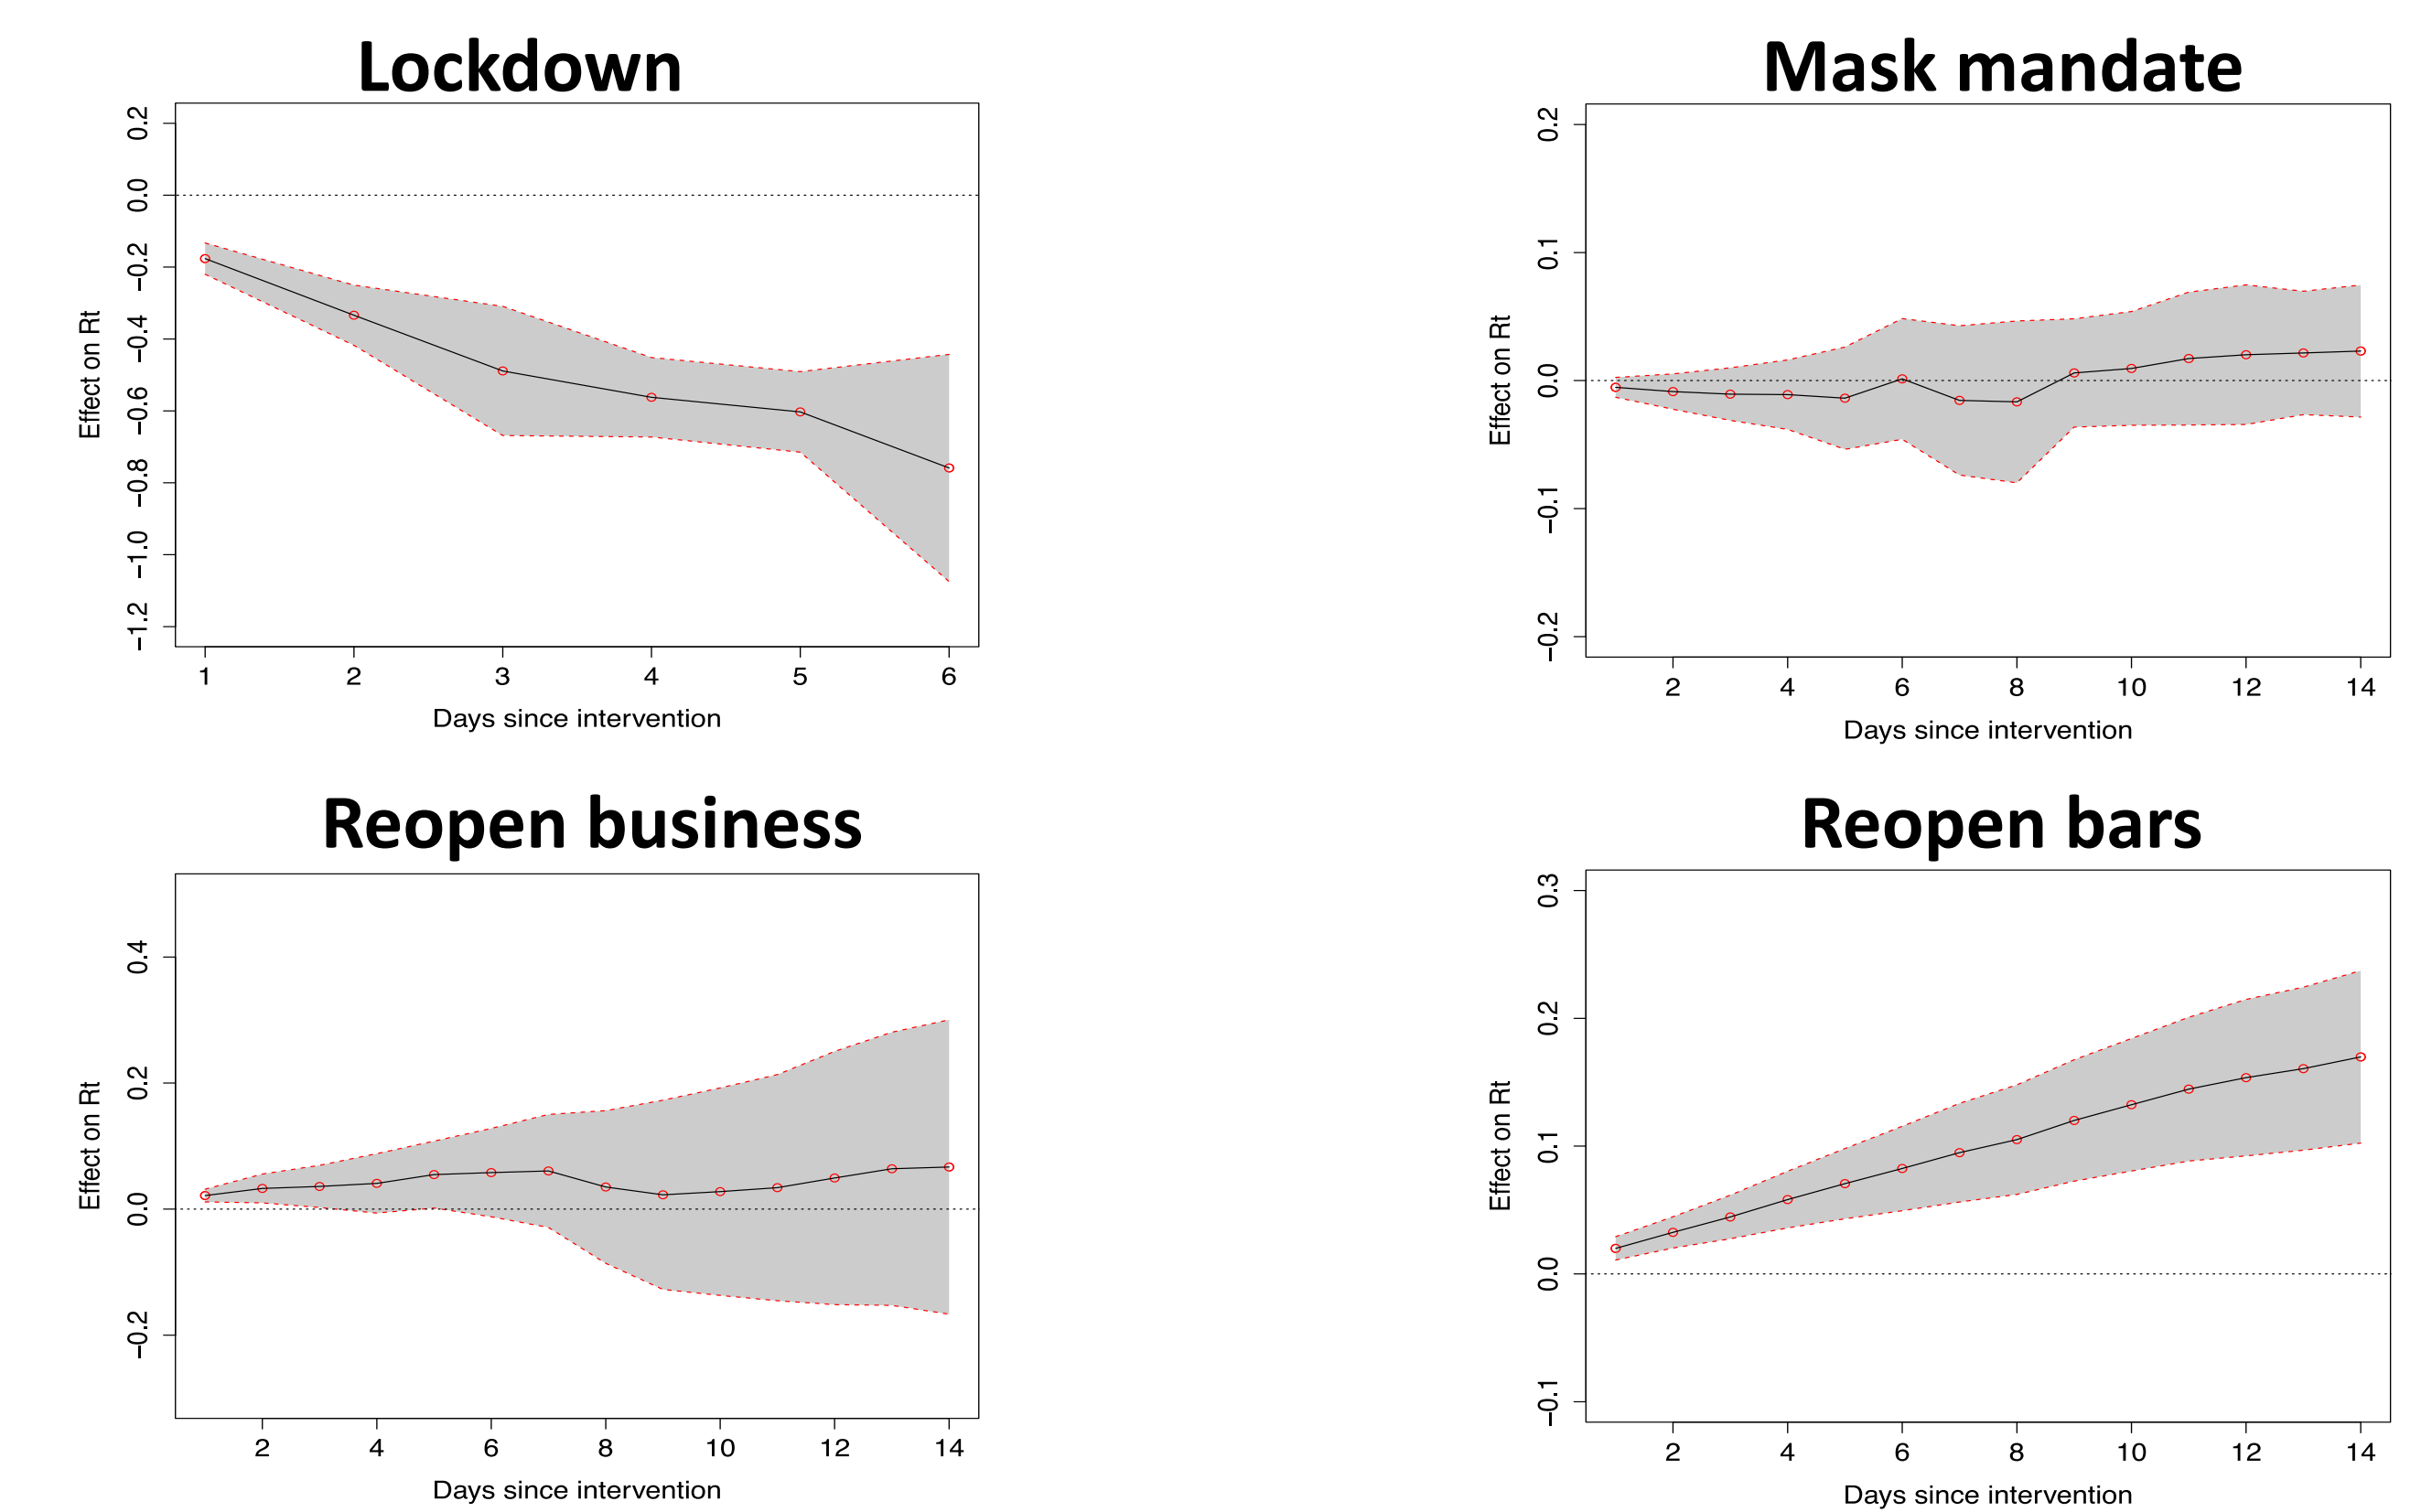 Lockdown
Effect on Rt
0.2
0.0
−0.2
−0.4
−0.6
−0.8
−1.0
−1.2
1 2 3 4 5 6
Days since intervention
Mask mandate
Effect on Rt
0.2
0.1
0.0
−0.1
−0.2
2 4 6 8 10 12 14
Days since intervention
Reopen business
Effect on Rt
0.4
0.2
0.0
−0.2
2 4 6 8 10 12 14
Days since intervention
Reopen bars
Effect on Rt
0.3
0.2
0.1
0.0
−0.1
2 4 6 8 10 12 14
Days since intervention